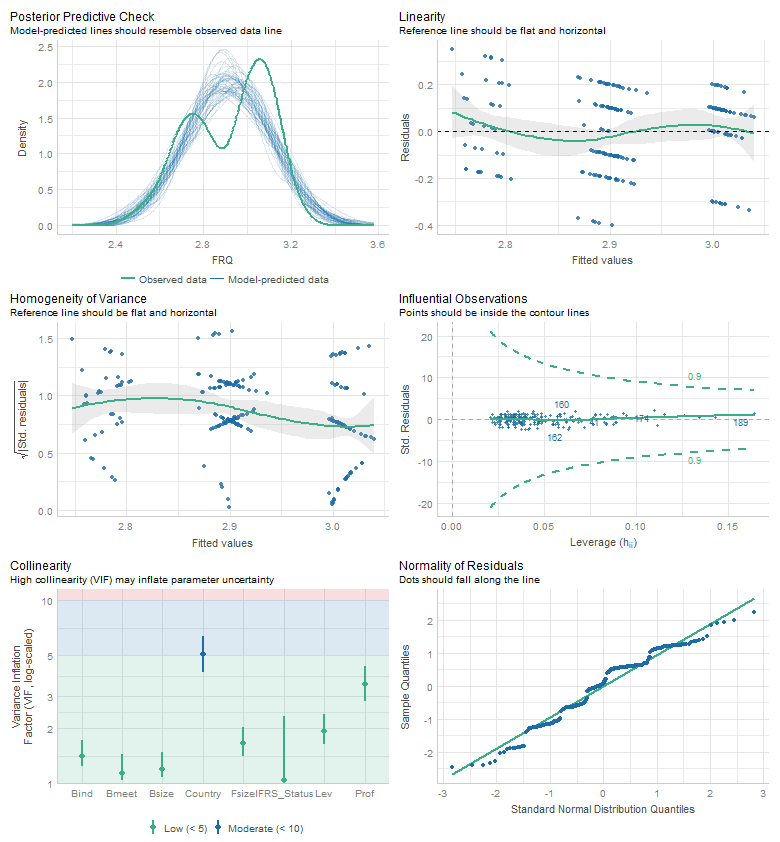 Posterior Predictive Check
Model-predicted lines should resemble observed data line
Density
2.5
2.0
1.5
1.0
0.5
0.0
2.4 2.8 3.2 3.6
FRQ
Observed data Model-predicted data
Linearity
Reference line should be flat and horizontal
Residuals
0.2
0.0
-0.2
-0.4
2.8 2.9 3.0
Fitted values
Homogeneity of Variance
Reference line should be flat and horizontal
√|Std. residuals|
1.5
1.0
0.5
0.0
2.8 2.9 3.0
Fitted values
Influential Observations
Points should be inside the contour lines
Std. Residuals
20
10
0
-10
-20
0.9
160
162
174
189
0.9
0.00 0.05 0.10 0.15
Leverage (hii)
Collinearity
High collinearity (VIF) may inflate parameter uncertainty
Variance Inflation
Factor (VIF, log-scaled)
10
5
3
2
1
Bind Bmeet Bsize Country Fsize IFRS_Status Lev Prof
Low (< 5) Moderate (< 10)
Normality of Residuals
Dots should fall along the line
Sample Quantiles
2
1
0
-1
-2
-3 -2 -1 0 1 2 3
Standard Normal Distribution Quantiles